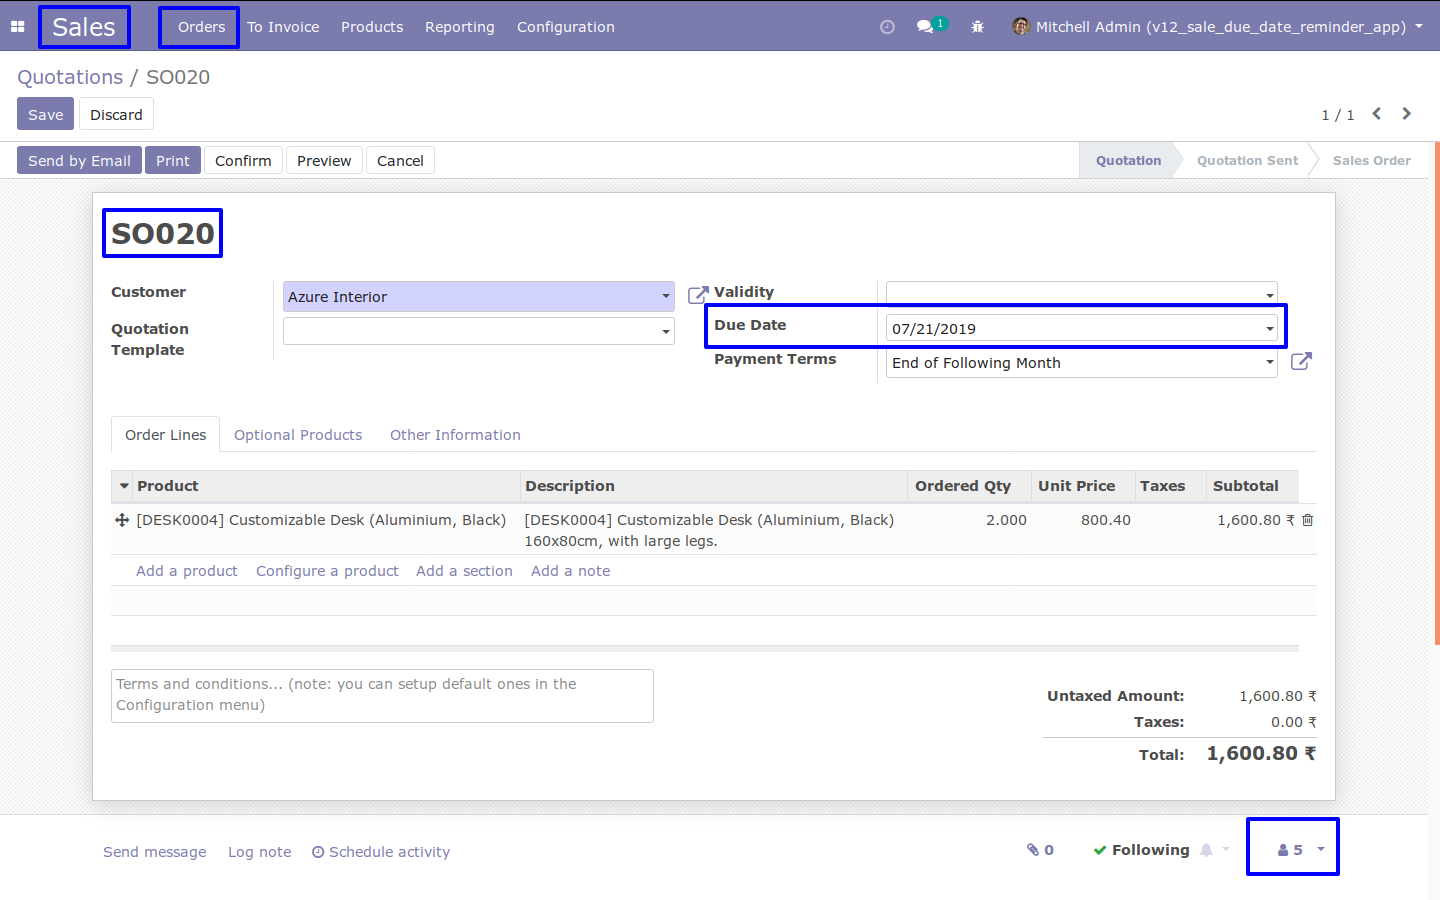 Sales Orders To Invoice Products Reporting Configuration 1 Mitchell Admin (v12_sale_due_date_reminder_app)
Quotations / SO020
Save Discard 1 / 1
Send by Email Print Confirm Preview Cancel Quotation Quotation Sent Sales Order
SO020
Customer Azure Interior Validity
Quotation Template Due Date 07/21/2019
Payment Terms End of Following Month
Order Lines Optional Products Other Information
Product Description Ordered Qty Unit Price Taxes Subtotal
[DESK0004] Customizable Desk (Aluminium, Black) [DESK0004] Customizable Desk (Aluminium, Black) 2.000 800.40 1,600.80 ₹
160x80cm, with large legs.
Add a product Configure a product Add a section Add a note
Terms and conditions... (note: you can setup default ones in the
Configuration menu)
Untaxed Amount: 1,600.80 ₹
Taxes: 0.00 ₹
Total: 1,600.80 ₹
Send message Log note Schedule activity 0 Following 5